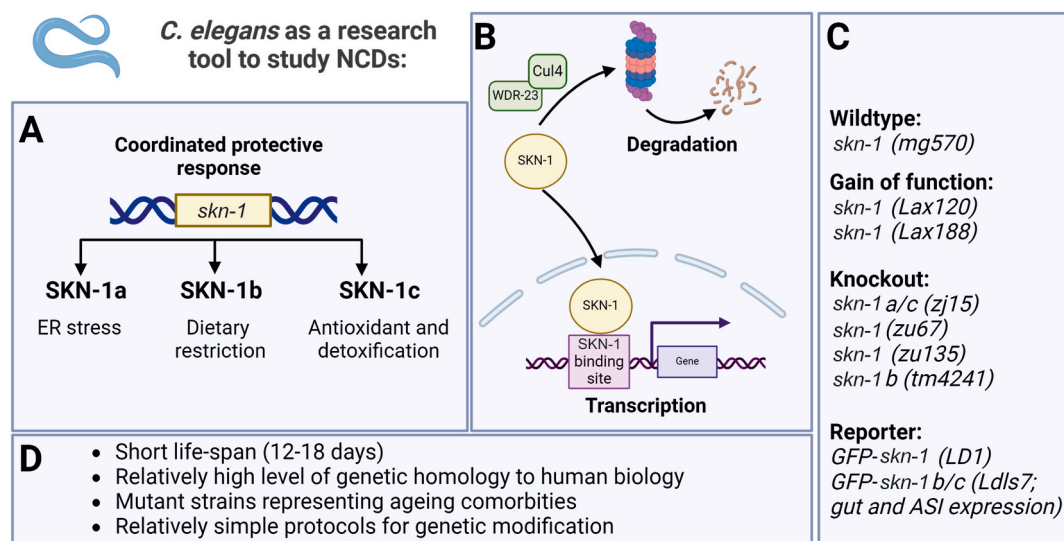 C. elegans as a research
tool to study NCDs:
A
Coordinated protective
response
skn-1
SKN-1a
SKN-1b
SKN-1c
ER stress
Dietary
restriction
Antioxidant and
detoxification
B
Cul4
WDR-23
SKN-1
Degradation
SKN-1
SKN-1
binding
site
Gene
Transcription
C
Wildtype:
skn-1 (mg570)
Gain of function:
skn-1 (Lax120)
skn-1 (Lax188)
Knockout:
skn-1 a/c (zj15)
skn-1 (zu67)
skn-1 (zu135)
skn-1 b (tm4241)
Reporter:
GFP-skn-1 (LD1)
GFP-skn-1 b/c (Ldls7;
gut and ASI expression)
D
• Short life-span (12-18 days)
• Relatively high level of genetic homology to human biology
• Mutant strains representing ageing comorbities
• Relatively simple protocols for genetic modification